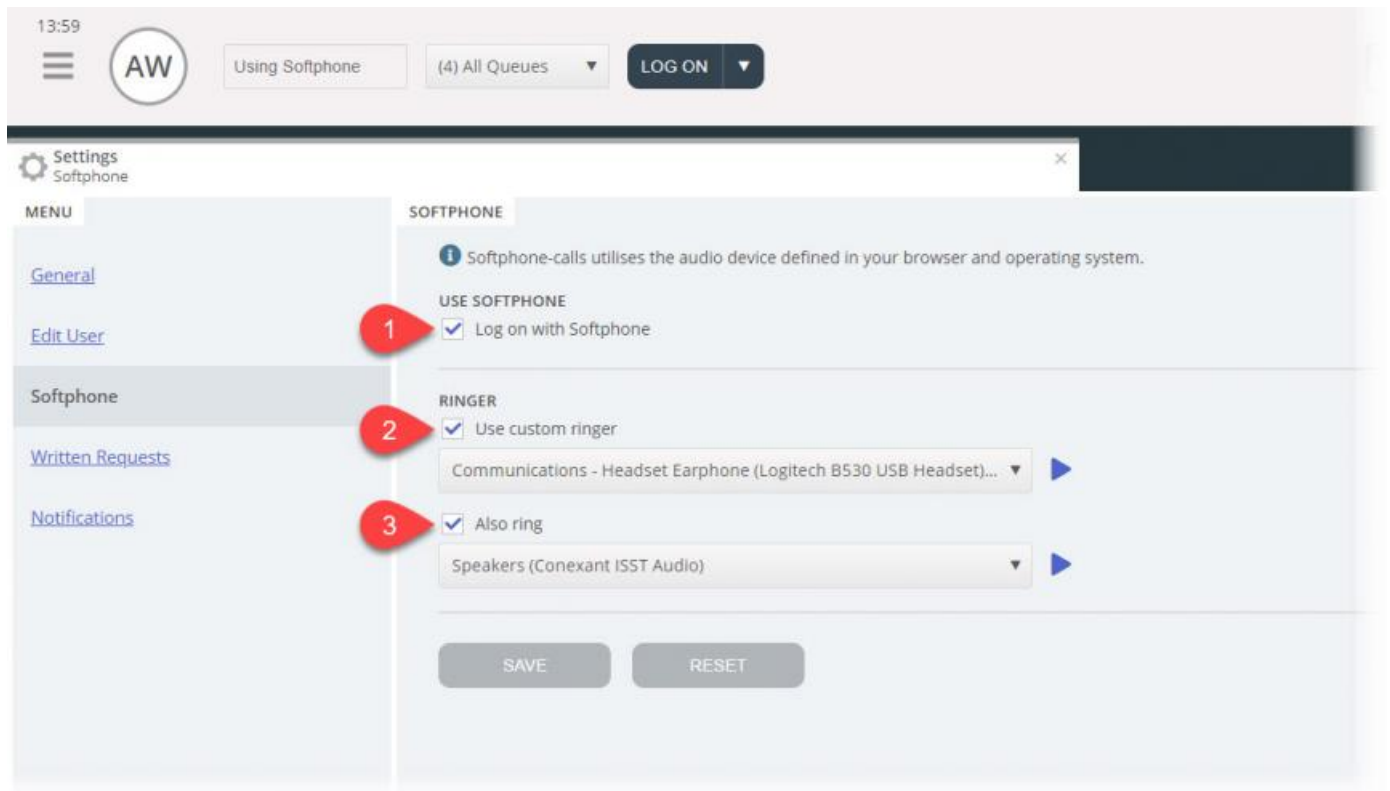 13:59
AW
Using Softphone
(4) All Queues
LOG ON
Settings
Softphone
MENU
General
Edit User
Softphone
Written Requests
Notifications
SOFTPHONE
Softphone-calls utilises the audio device defined in your browser and operating system.
USE SOFTPHONE
1
Log on with Softphone
RINGER
2
Use custom ringer
Communications - Headset Earphone (Logitech B530 USB Headset)...
3
Also ring
Speakers (Conexant ISST Audio)
SAVE
RESET